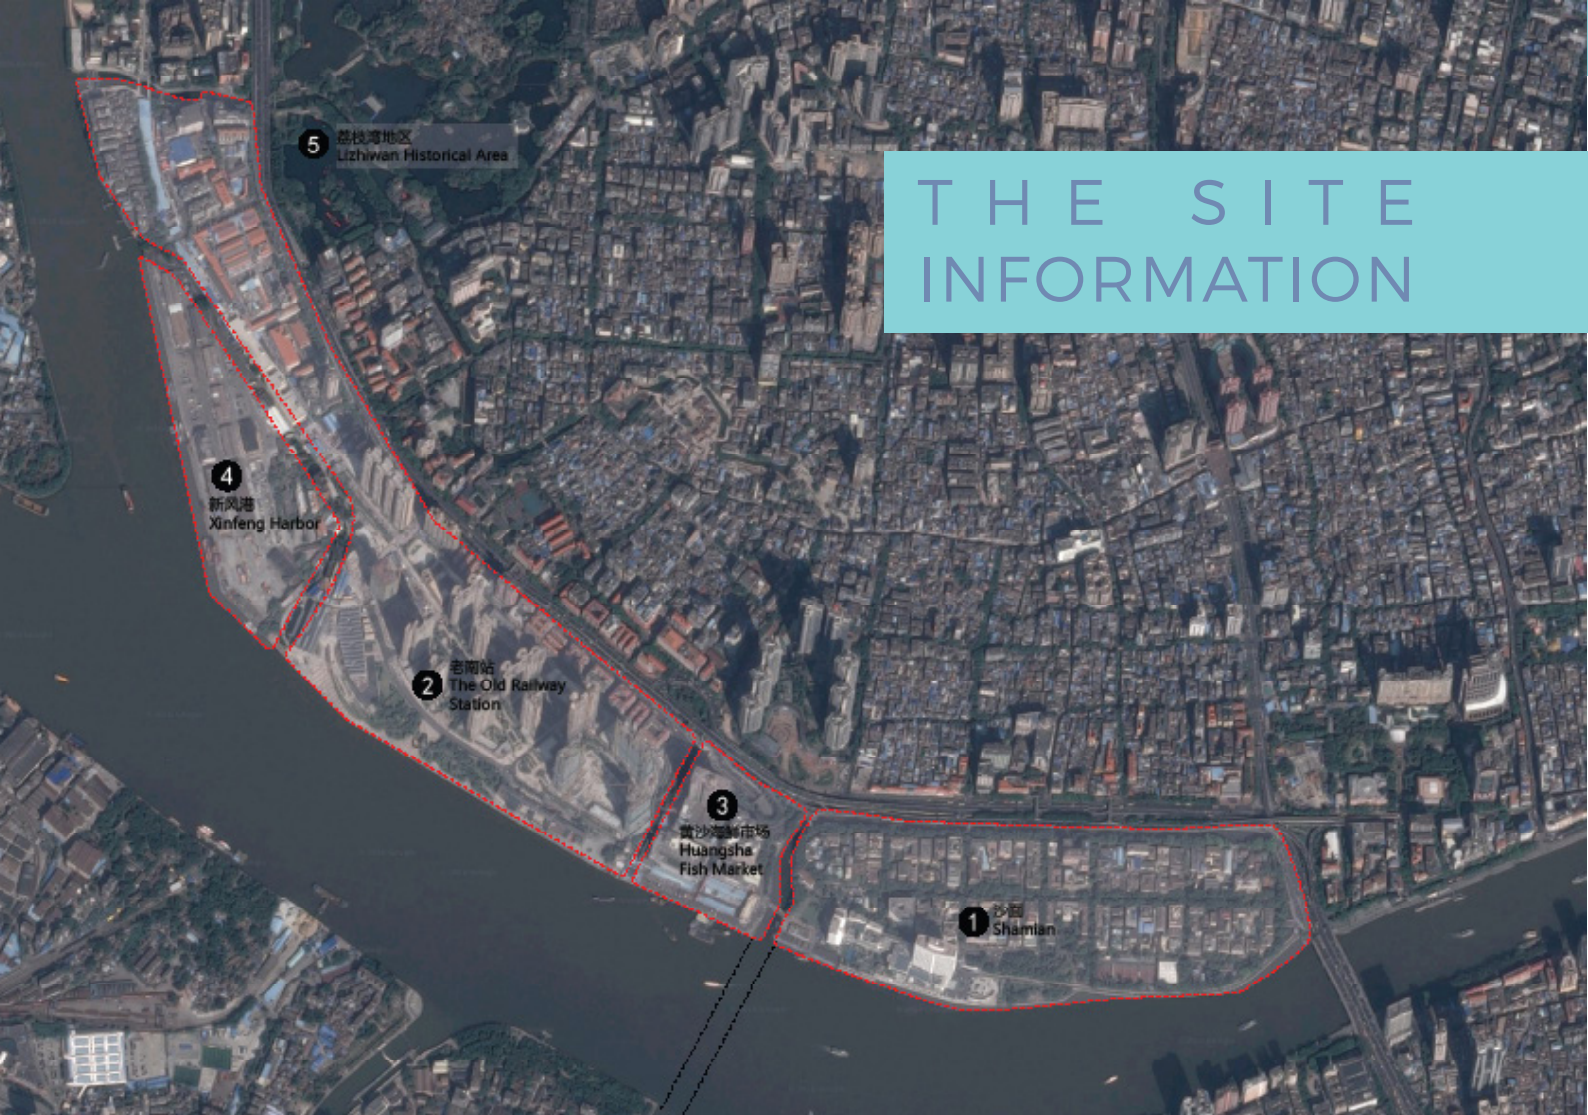 THE SITE
INFORMATION
5
荔枝湾地区
Lizhiwan Historical Area
4
新风港
Xinfeng Harbor
2
老南站
The Old Railway
Station
3
黄沙海鲜市场
Huangsha
Fish Market
1
沙面
Shamian